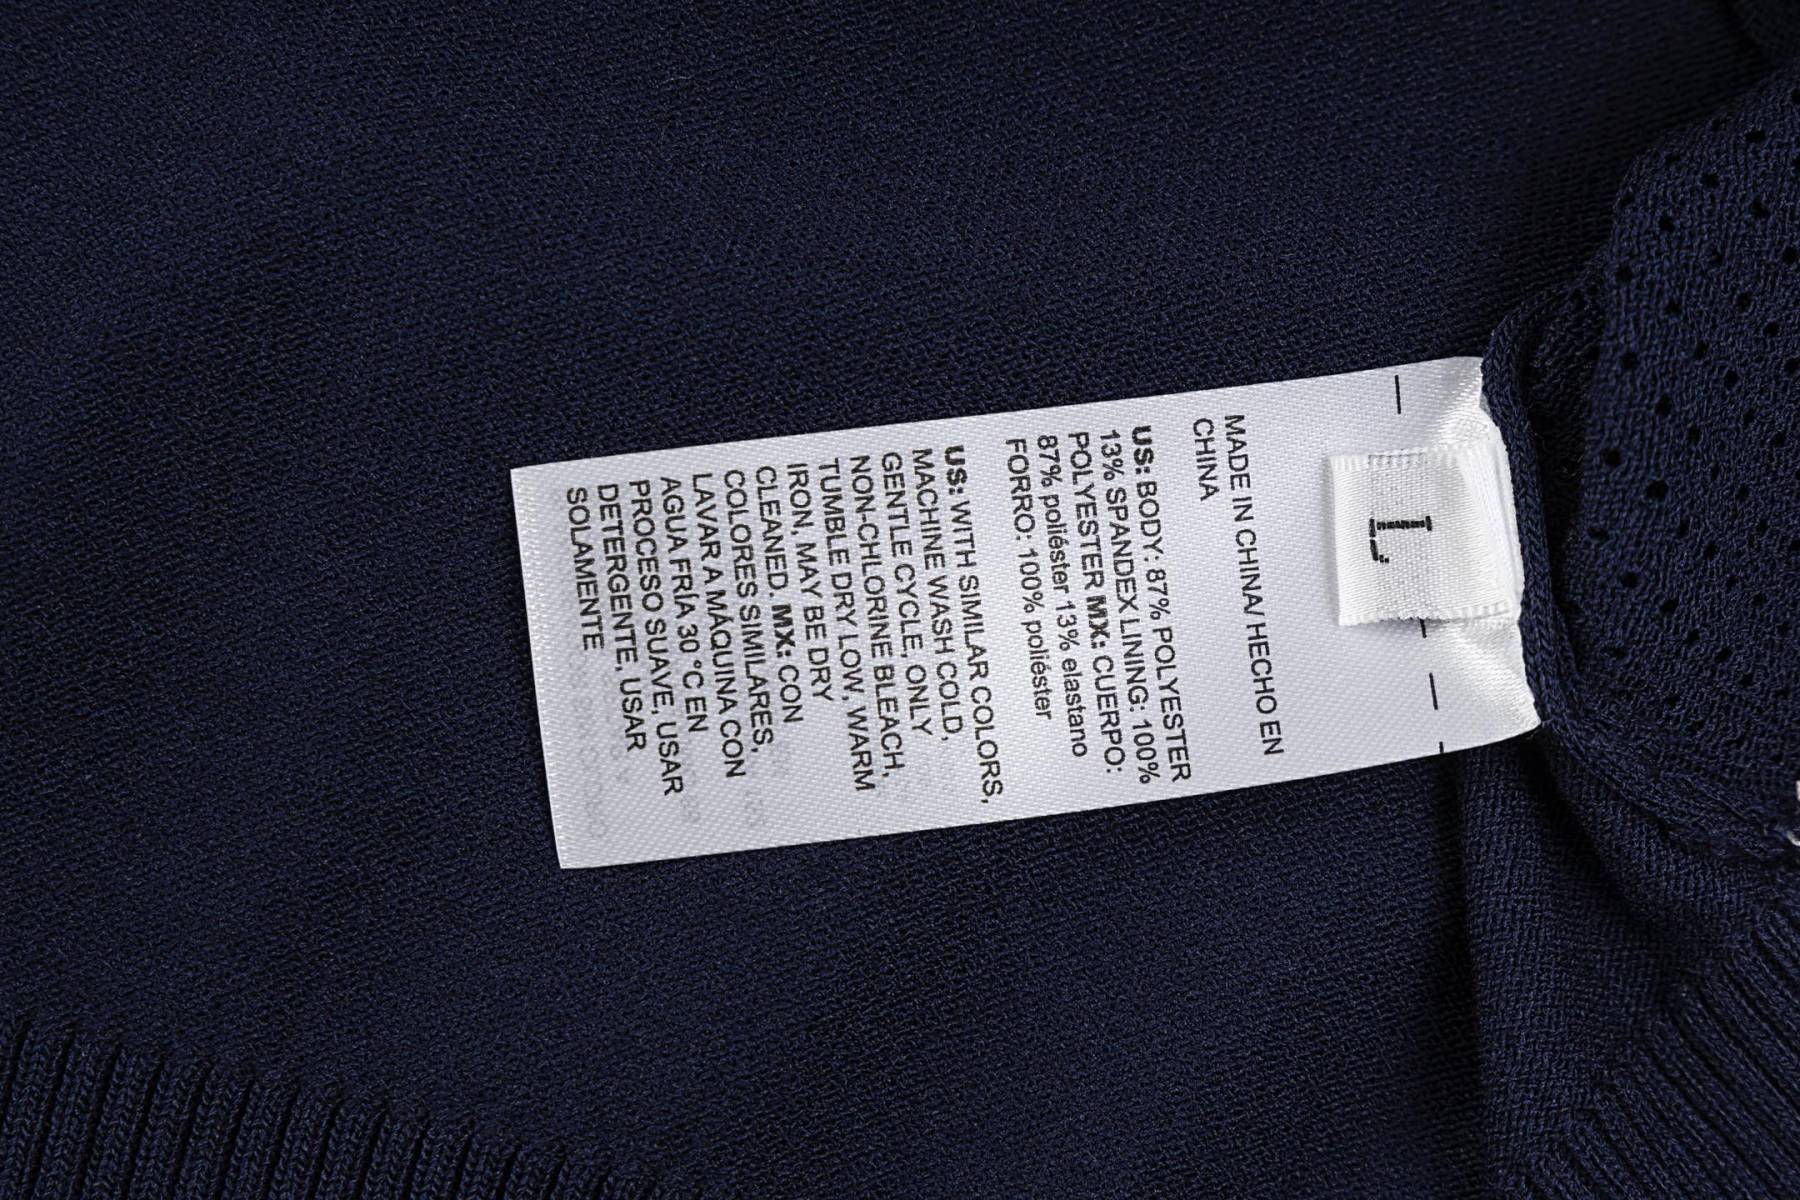 L
MADE IN CHINA/ HECHO EN
CHINA
US: BODY: 87% POLYESTER
13% SPANDEX LINING: 100%
POLYESTER MX: CUERPO:
87% poliéster 13% elastano
FORRO: 100% poliéster
US: WITH SIMILAR COLORS,
MACHINE WASH COLD,
GENTLE CYCLE, ONLY
NON-CHLORINE BLEACH,
TUMBLE DRY LOW, WARM
IRON, MAY BE DRY
CLEANED. MX: CON
COLORES SIMILARES,
LAVAR A MÁQUINA CON
AGUA FRÍA 30 °C EN
PROCESO SUAVE, USAR
DETERGENTE, USAR
SOLAMENTE